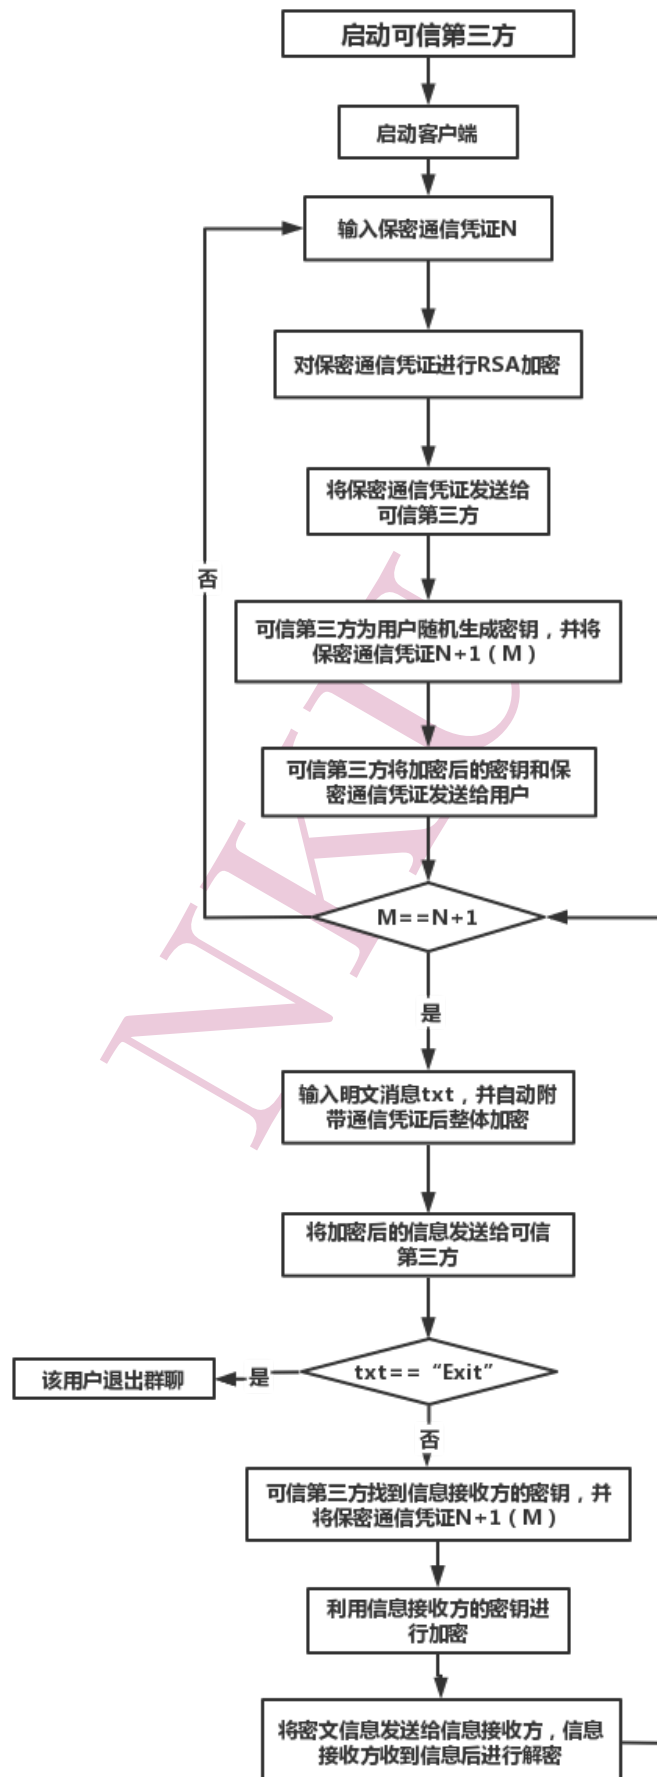 启动可信第三方
启动客户端
输入保密通信凭证N
对保密通信凭证进行RSA加密
将保密通信凭证发送给
可信第三方
否
可信第三方为用户随机生成密钥，并将
保密通信凭证N+1（M）
可信第三方将加密后的密钥和保
密通信凭证发送给用户
M==N+1
是
输入明文消息txt，并自动附
带通信凭证后整体加密
将加密后的信息发送给可信
第三方
txt==“Exit”
是
该用户退出群聊
否
可信第三方找到信息接收方的密钥，并
将保密通信凭证N+1（M）
利用信息接收方的密钥进
行加密
将密文信息发送给信息接收方，信息
接收方收到信息后进行解密
NKU